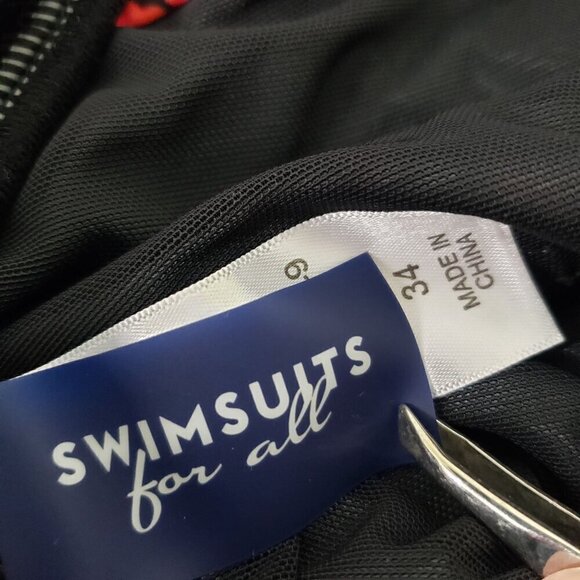 SWIMSUITS
for all
34
MADE IN
CHINA